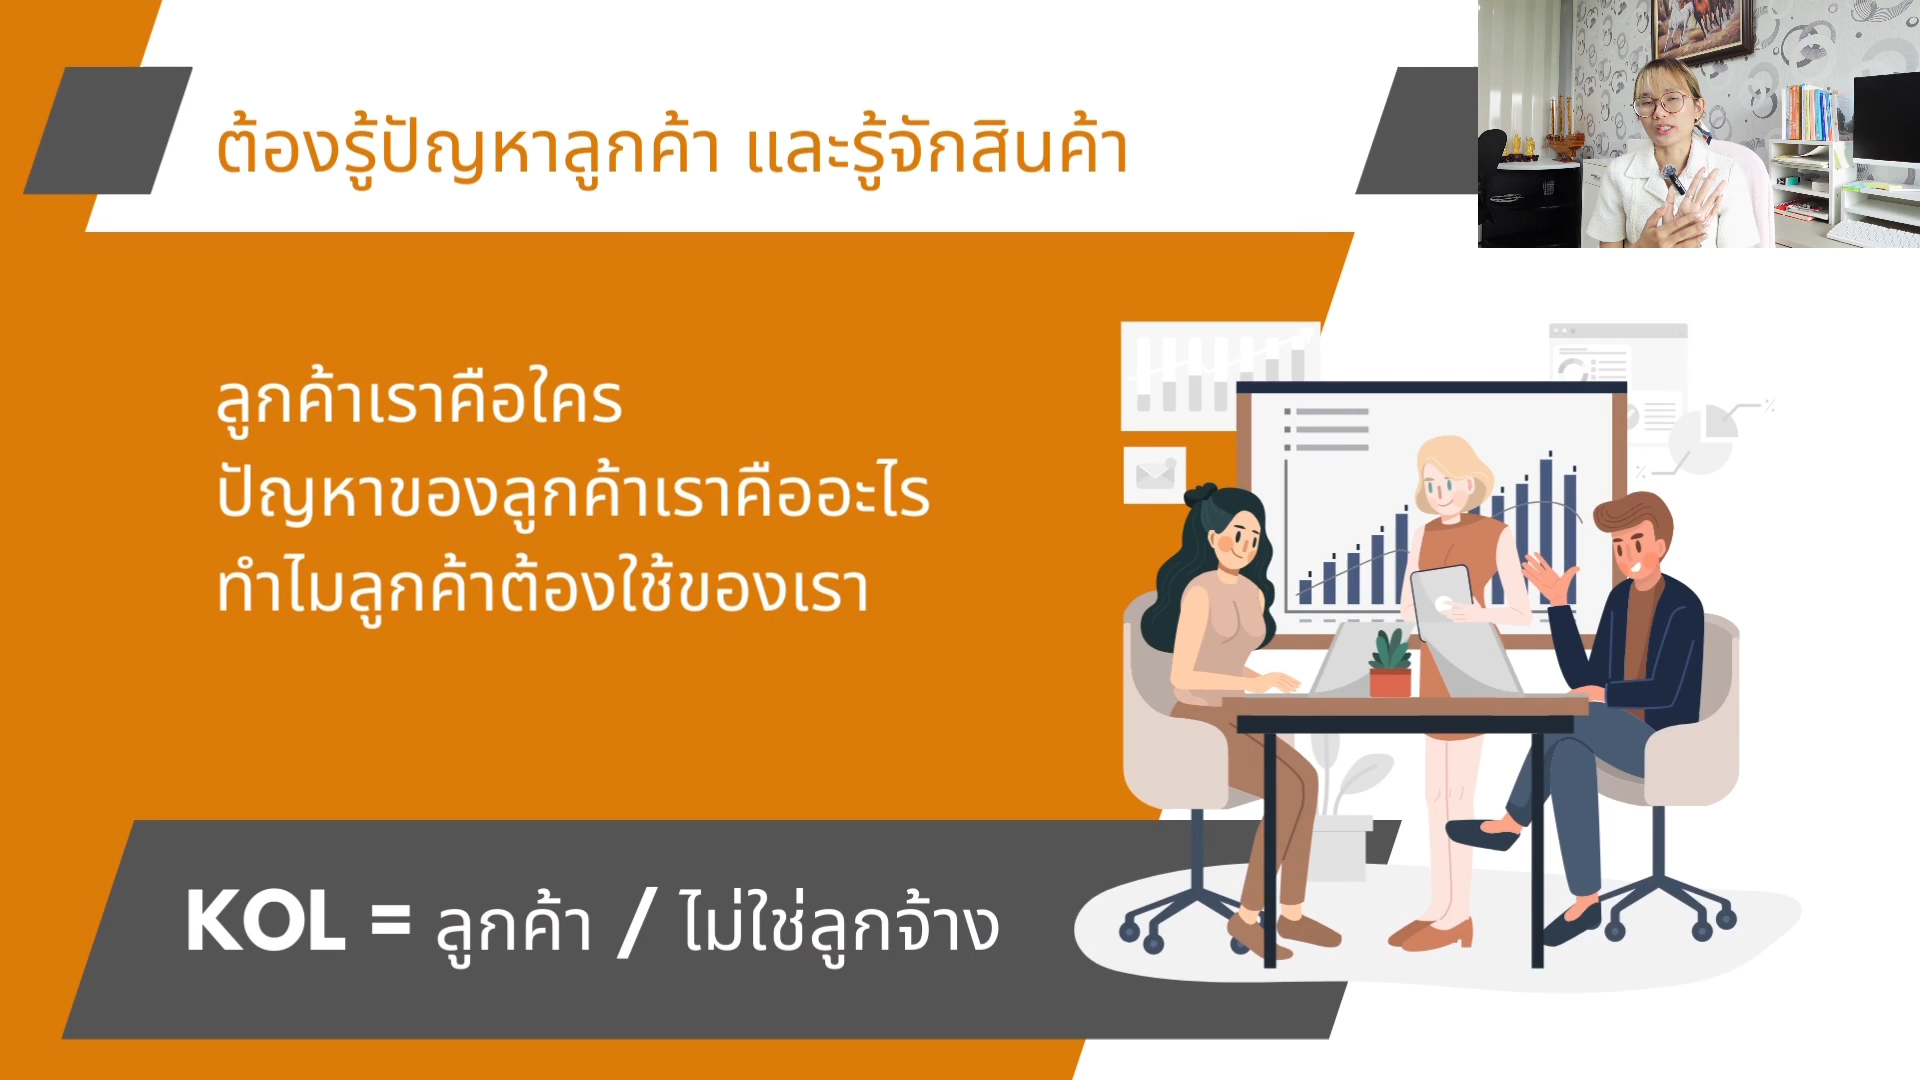 ต้องรู้ปัญหาลูกค้า และรู้จักสินค้า
ลูกค้าเราคือใคร
ปัญหาของลูกค้าเราคืออะไร
ทำไมลูกค้าต้องใช้ของเรา
KOL = ลูกค้า / ไม่ใช่ลูกจ้าง